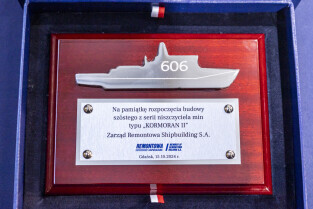 606
Na pamiątkę rozpoczęcia budowy
szóstego z serii niszczyciela min
typu „KORMORAN II”
Zarząd Remontowa Shipbuilding S.A.
REMONTOWA
Gdańsk, 15.10.2024 r.